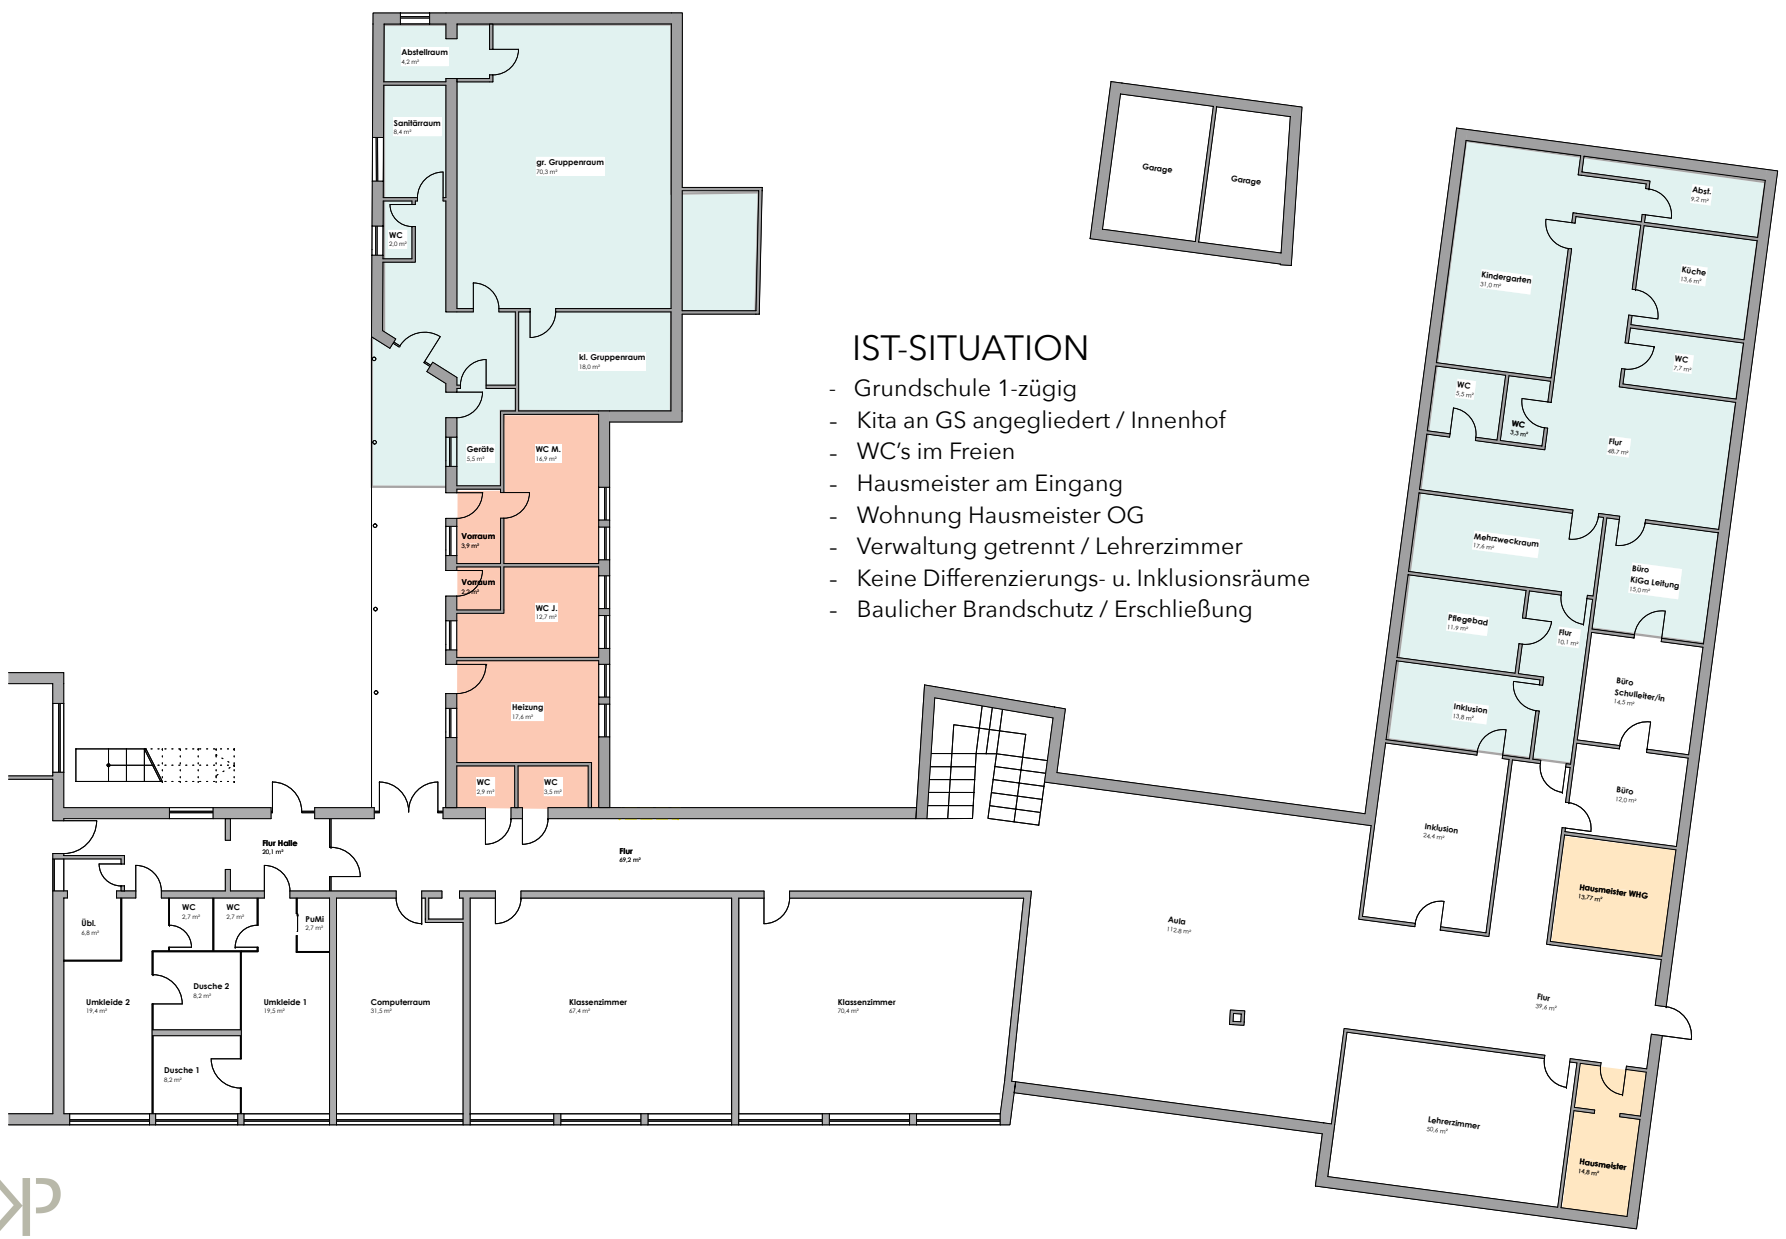 Abstellraum
4,2 m²
Sanitärraum
8,4 m²
gr. Gruppenraum
70,3 m²
WC
2,0 m²
kl. Gruppenraum
18,0 m²
Geräte
5,5 m²
WC M.
16,9 m²
Vorraum
3,9 m²
Vorraum
2,2 m²
WC J.
12,7 m²
Heizung
17,6 m²
WC
2,9 m²
WC
3,5 m²
Garage
Garage
IST-SITUATION
- Grundschule 1-zügig
- Kita an GS angegliedert / Innenhof
- WC's im Freien
- Hausmeister am Eingang
- Wohnung Hausmeister OG
- Verwaltung getrennt / Lehrerzimmer
- Keine Differenzierungs- u. Inklusionsräume
- Baulicher Brandschutz / Erschließung
Abst.
9,2 m²
Küche
13,6 m²
Kindergarten
31,0 m²
WC
7,7 m²
WC
5,5 m²
WC
3,3 m²
Flur
48,7 m²
Mehrzweckraum
17,6 m²
Büro
KiGa Leitung
15,0 m²
Pflegebad
11,9 m²
Flur
10,1 m²
Büro
Schulleiter/in
14,5 m²
Inklusion
13,8 m²
Büro
12,0 m²
Inklusion
24,4 m²
Hausmeister WHG
13,77 m²
Flur Halle
20,1 m²
Flur
69,2 m²
Aula
112,8 m²
Flur
39,6 m²
Übl.
6,8 m²
WC
2,7 m²
WC
2,7 m²
PuMi
2,7 m²
Umkleide 2
19,4 m²
Dusche 2
8,2 m²
Umkleide 1
19,5 m²
Computerraum
31,5 m²
Klassenzimmer
67,4 m²
Klassenzimmer
70,4 m²
Dusche 1
8,2 m²
Lehrerzimmer
50,6 m²
Hausmeister
14,8 m²